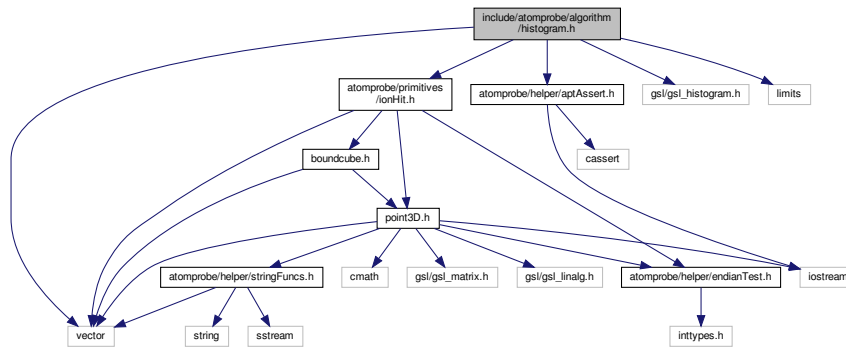 include/atomprobe/algorithm
/histogram.h
atomprobe/primitives
/ionHit.h
atomprobe/helper/aptAssert.h
gsl/gsl_histogram.h
limits
boundcube.h
cassert
point3D.h
atomprobe/helper/stringFuncs.h
cmath
gsl/gsl_matrix.h
gsl/gsl_linalg.h
atomprobe/helper/endianTest.h
iostream
vector
string
sstream
inttypes.h